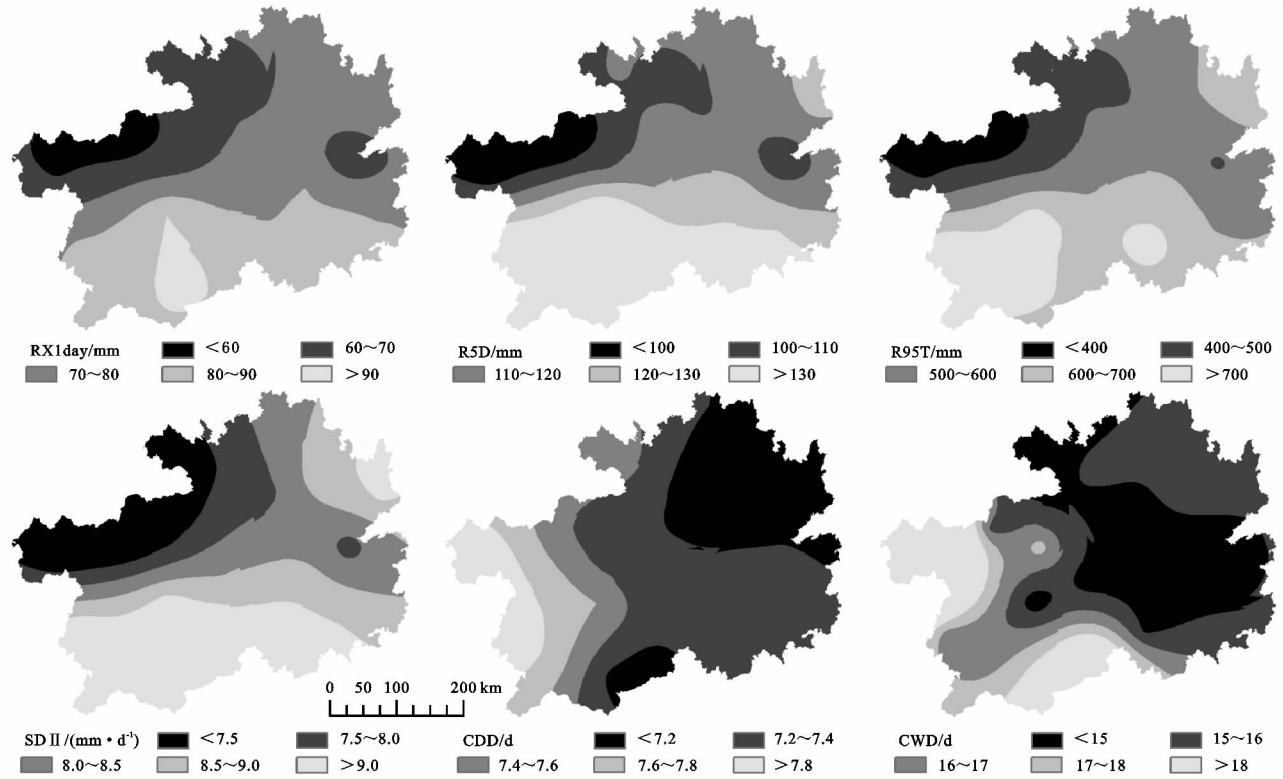 RX1day/mm <60 60～70
70～80 80～90 >90
R5D/mm <100 100～110
110～120 120～130 >130
R95T/mm <400 400～500
500～600 600～700 >700
0 50 100 200 km
SDⅡ/(mm·d⁻¹) <7.5 7.5～8.0
8.0～8.5 8.5～9.0 >9.0
CDD/d <7.2 7.2～7.4
7.4～7.6 7.6～7.8 >7.8
CWD/d <15 15～16
16～17 17～18 >18